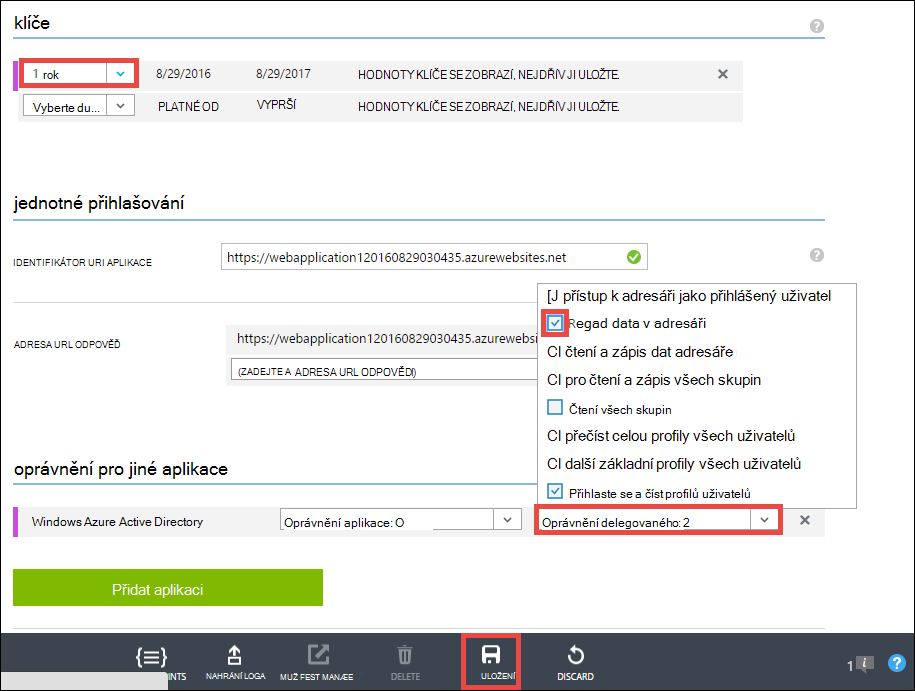 klíče
?
1 rok 8/29/2016 8/29/2017 HODNOTY KLÍČE SE ZOBRAZÍ, NEJDŘÍV JI ULOŽTE.
Vyberte du... PLATNÉ OD VYPRŠÍ HODNOTY KLÍČE SE ZOBRAZÍ, NEJDŘÍV JI ULOŽTE.
jednotné přihlašování
IDENTIFIKÁTOR URI APLIKACE https://webapplication120160829030435.azurewebsites.net ?
[J přístup k adresáři jako přihlášený uživatel
Regad data v adresáři
ADRESA URL ODPOVĚĎ https://webapplication120160829030435.azurewebsi
Cl čtení a zápis dat adresáře
(ZADEJTE A ADRESA URL ODPOVĚDI)
Cl pro čtení a zápis všech skupin
Čtení všech skupin
Cl přečíst celou profily všech uživatelů
Cl další základní profily všech uživatelů
oprávnění pro jiné aplikace
Přihlaste se a číst profilů uživatelů
Windows Azure Active Directory Oprávnění aplikace: O Oprávnění delegovaného: 2
Přidat aplikaci
INTS NAHRÁNÍ LOGA MUŽ FEST MANÆE DELETE ULOŽENÍ DISCARD 1 i ?